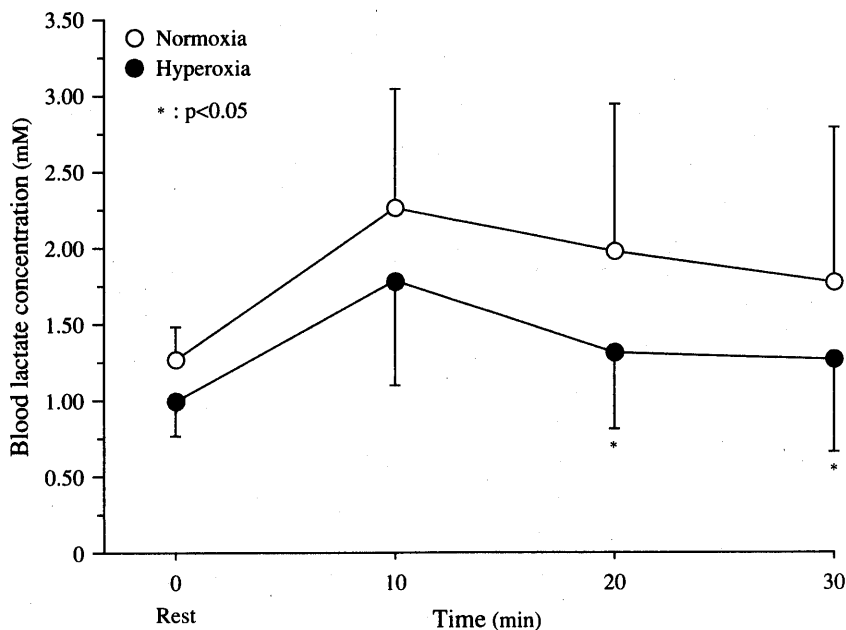 3.50
Normoxia
Hyperoxia
* : p<0.05
3.00
2.50
2.00
1.50
1.00
0.50
0
*
*
Blood lactate concentration (mM)
0 10 20 30
Rest
Time (min)